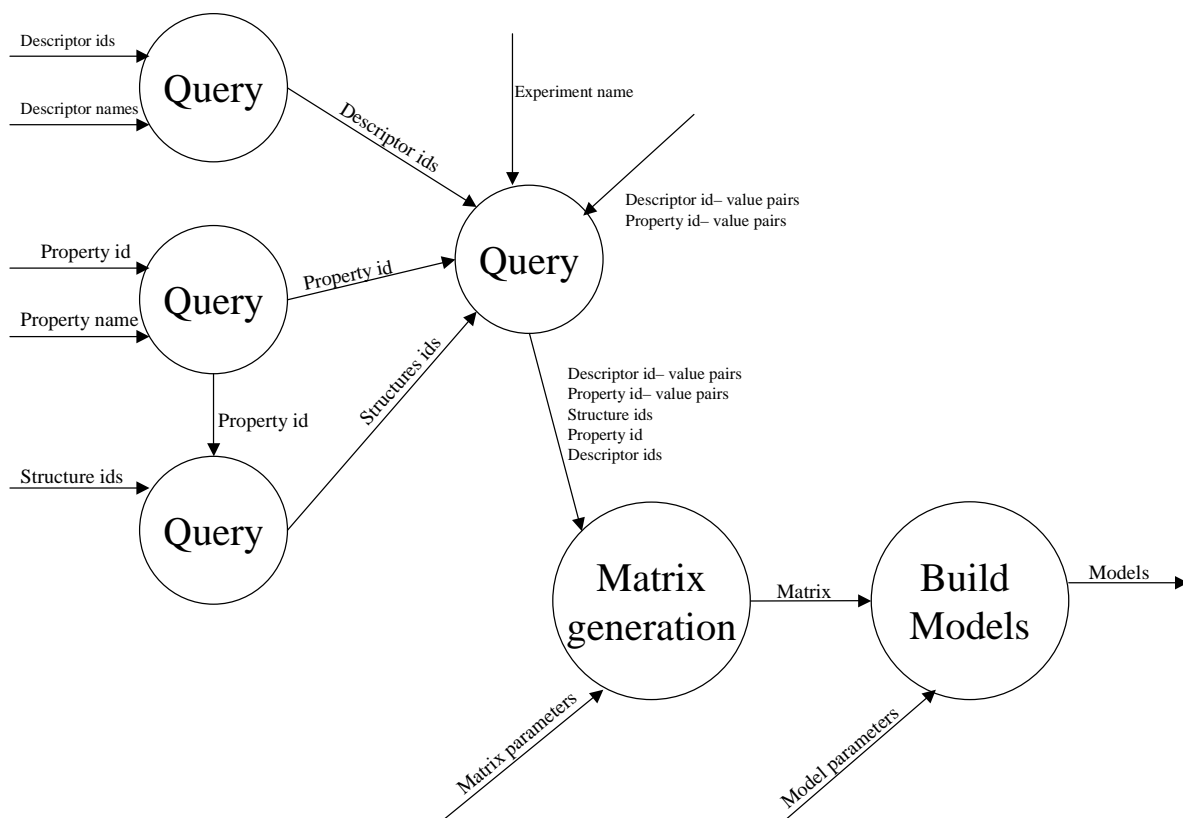 Descriptor ids
Query
Descriptor names
Descriptor ids
Experiment name
Descriptor id– value pairs
Property id– value pairs
Property id
Query
Property name
Property id
Query
Property id
Structures ids
Structure ids
Query
Descriptor id– value pairs
Property id– value pairs
Structure ids
Property id
Descriptor ids
Matrix
generation
Matrix
Build
Models
Models
Matrix parameters
Model parameters